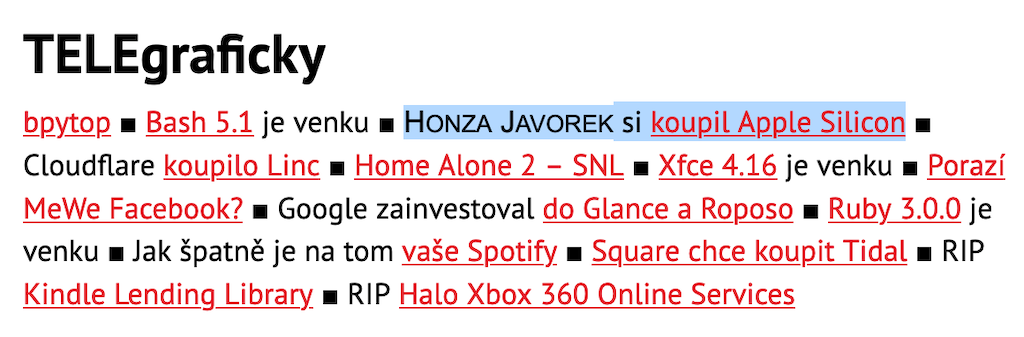 TELEgraficky
bpytop ■ Bash 5.1 je venku ■ Honza Javorek si koupil Apple Silicon ■
Cloudflare koupilo Linc ■ Home Alone 2 – SNL ■ Xfce 4.16 je venku ■ Porazí
MeWe Facebook? ■ Google zainvestoval do Glance a Roposo ■ Ruby 3.0.0 je
venku ■ Jak špatně je na tom vaše Spotify ■ Square chce koupit Tidal ■ RIP
Kindle Lending Library ■ RIP Halo Xbox 360 Online Services